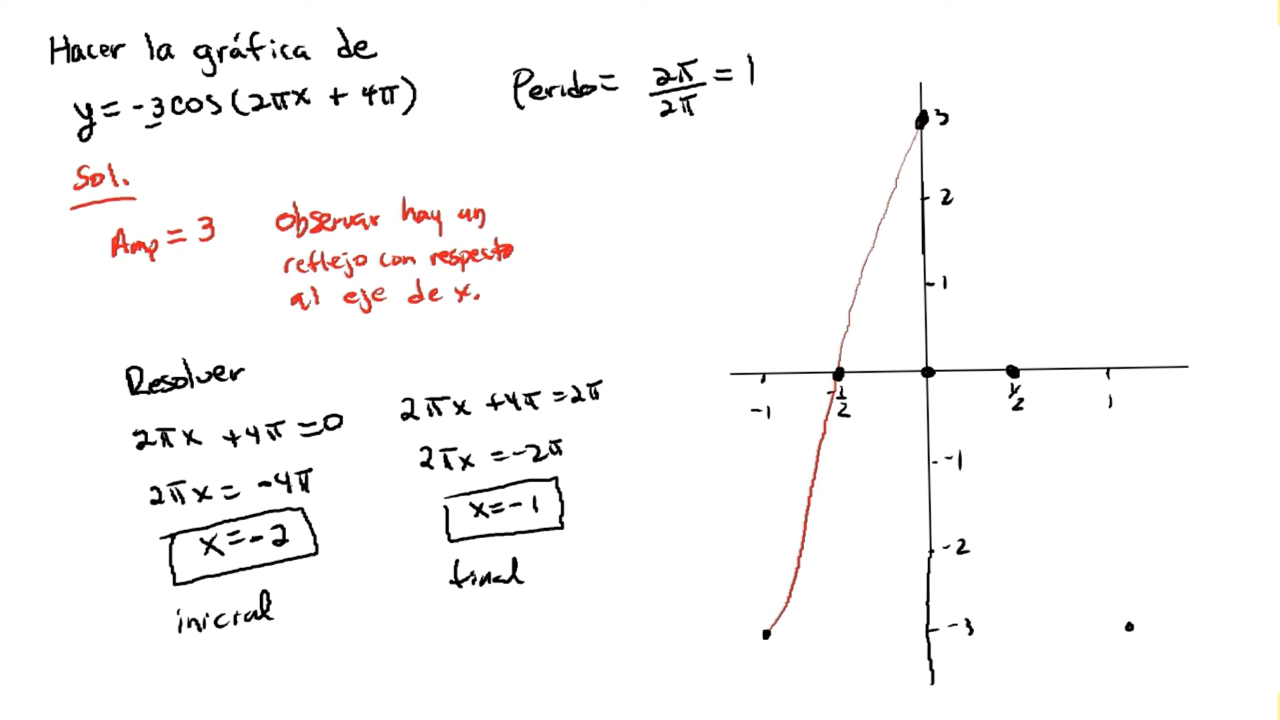 Hacer la gráfica de
y = -3cos(2πx + 4π)
Perido = 2π/2π = 1
Sol.
Amp = 3
Observar hay un
reflejo con respecto
al eje de x.
Resolver
2πx + 4π = 0
2πx = -4π
x = -2
inicial
2πx + 4π = 2π
2πx = -2π
x = -1
final
3
2
1
-1
-1/2
1/2
1
-1
-2
-3